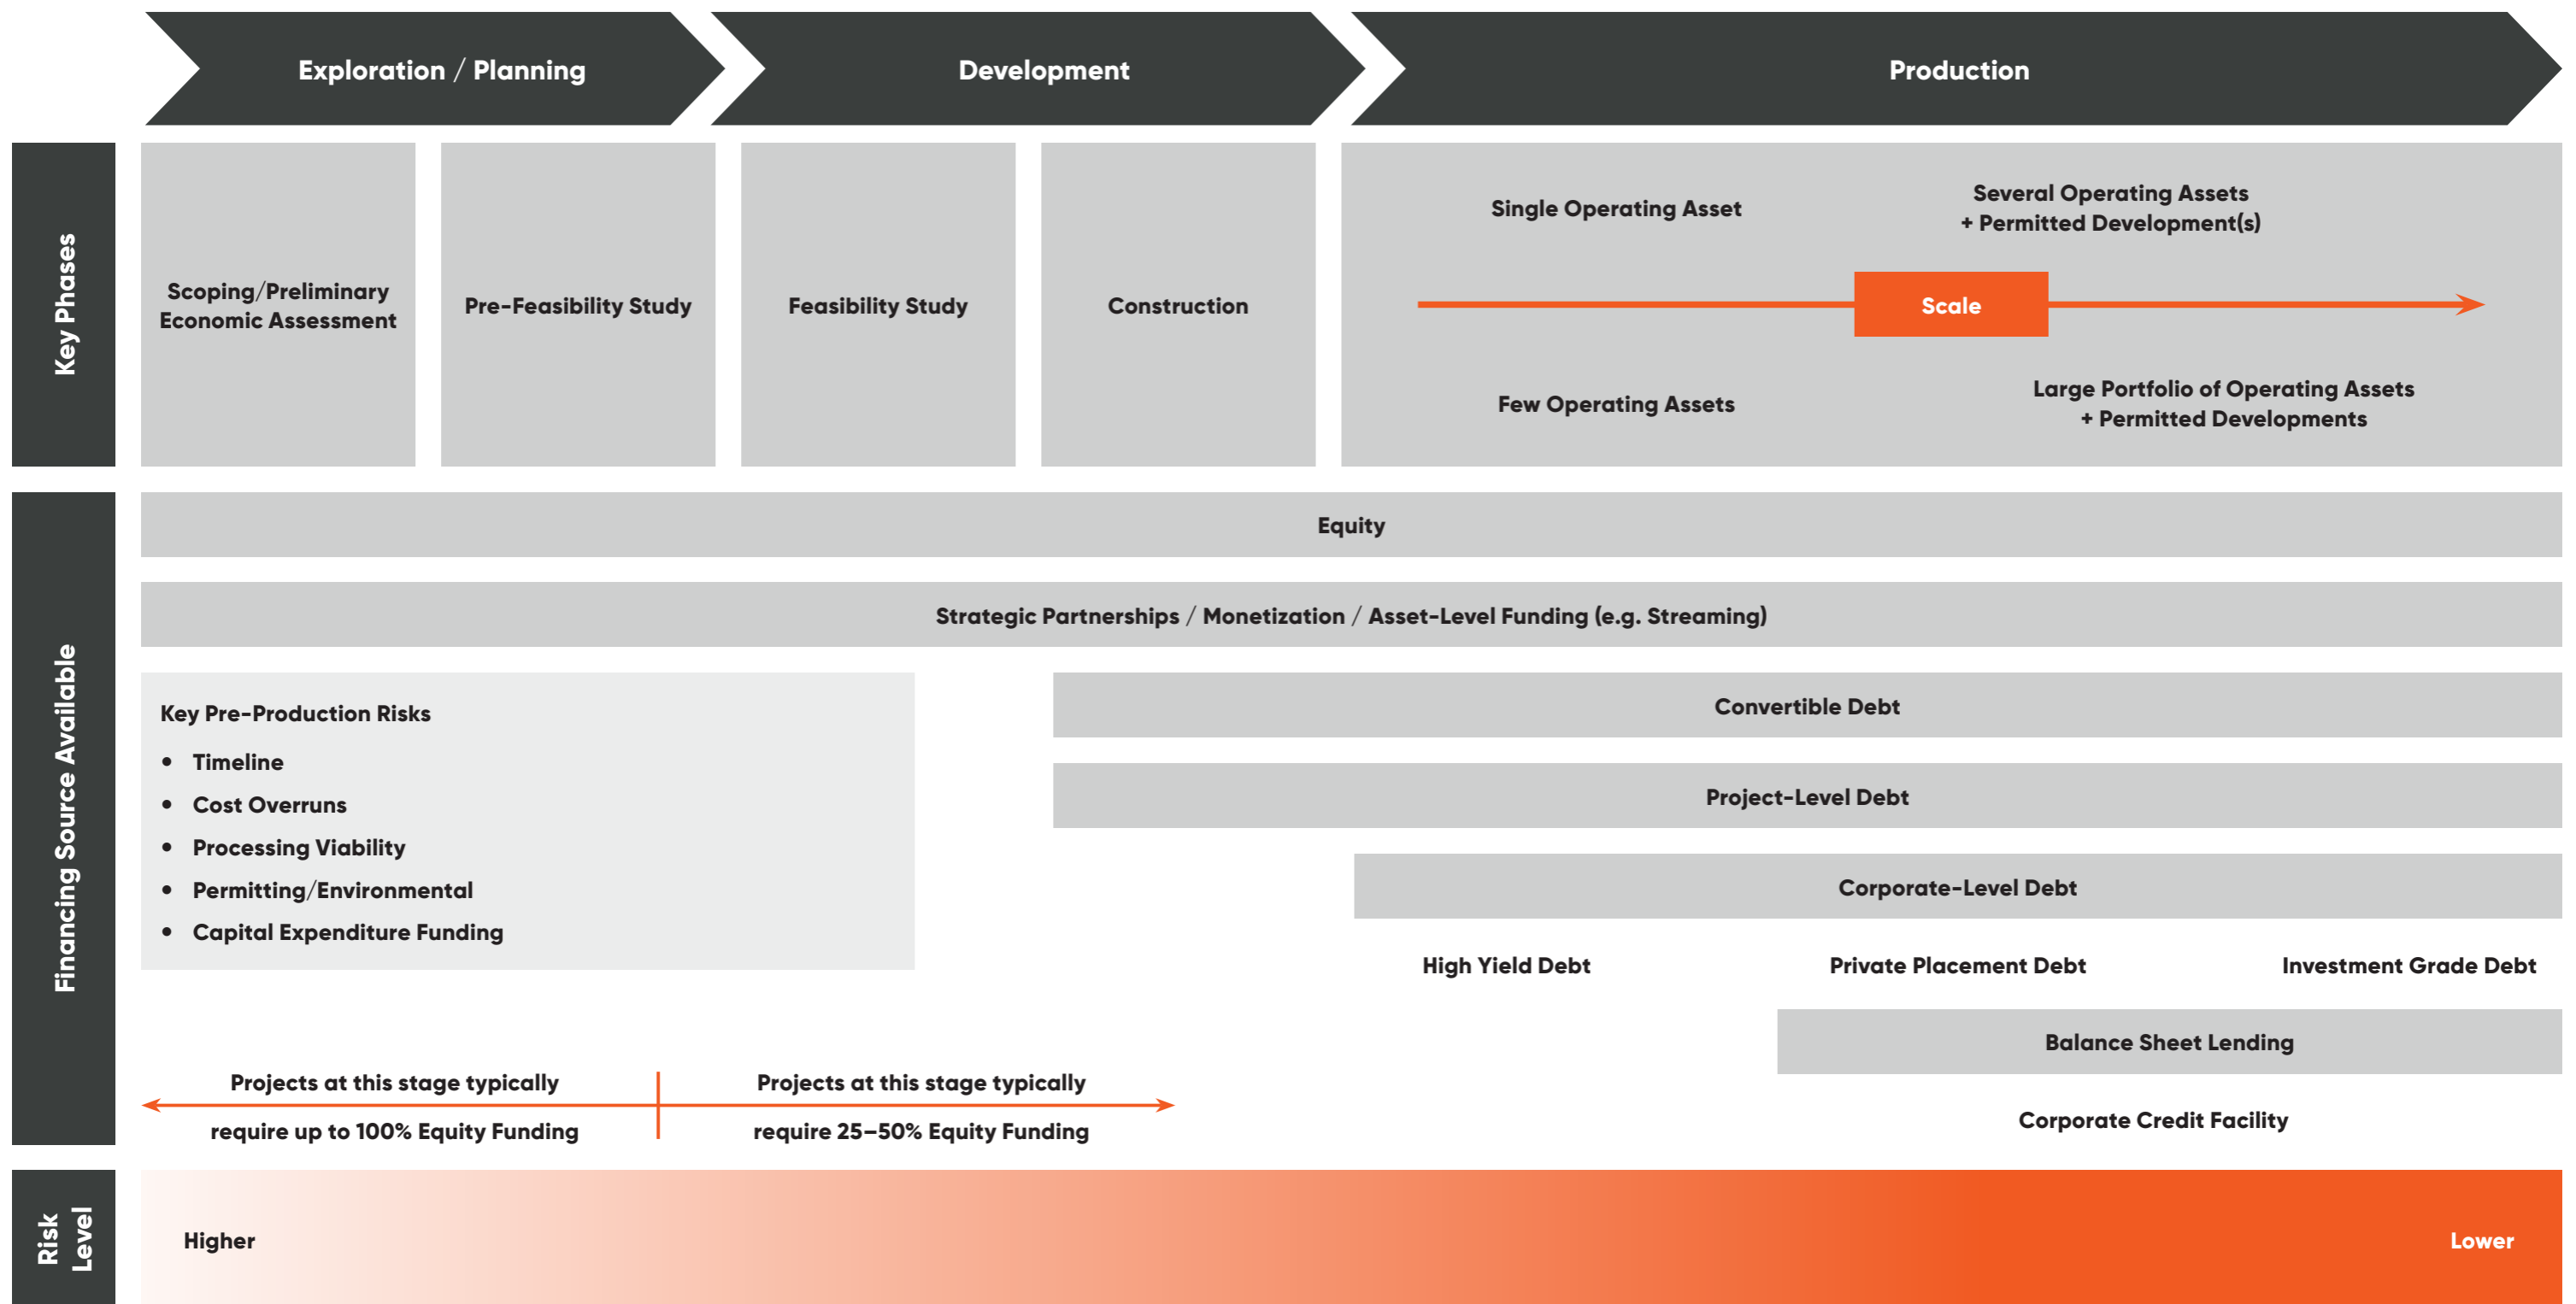 Exploration / Planning
Development
Production
Key Phases
Scoping/Preliminary
Economic Assessment
Pre-Feasibility Study
Feasibility Study
Construction
Single Operating Asset
Several Operating Assets
+ Permitted Development(s)
Scale
Few Operating Assets
Large Portfolio of Operating Assets
+ Permitted Developments
Financing Source Available
Equity
Strategic Partnerships / Monetization / Asset-Level Funding (e.g. Streaming)
Key Pre-Production Risks
• Timeline
• Cost Overruns
• Processing Viability
• Permitting/Environmental
• Capital Expenditure Funding
Convertible Debt
Project-Level Debt
Corporate-Level Debt
High Yield Debt
Private Placement Debt
Investment Grade Debt
Balance Sheet Lending
Corporate Credit Facility
Projects at this stage typically
require up to 100% Equity Funding
Projects at this stage typically
require 25–50% Equity Funding
Risk
Level
Higher
Lower